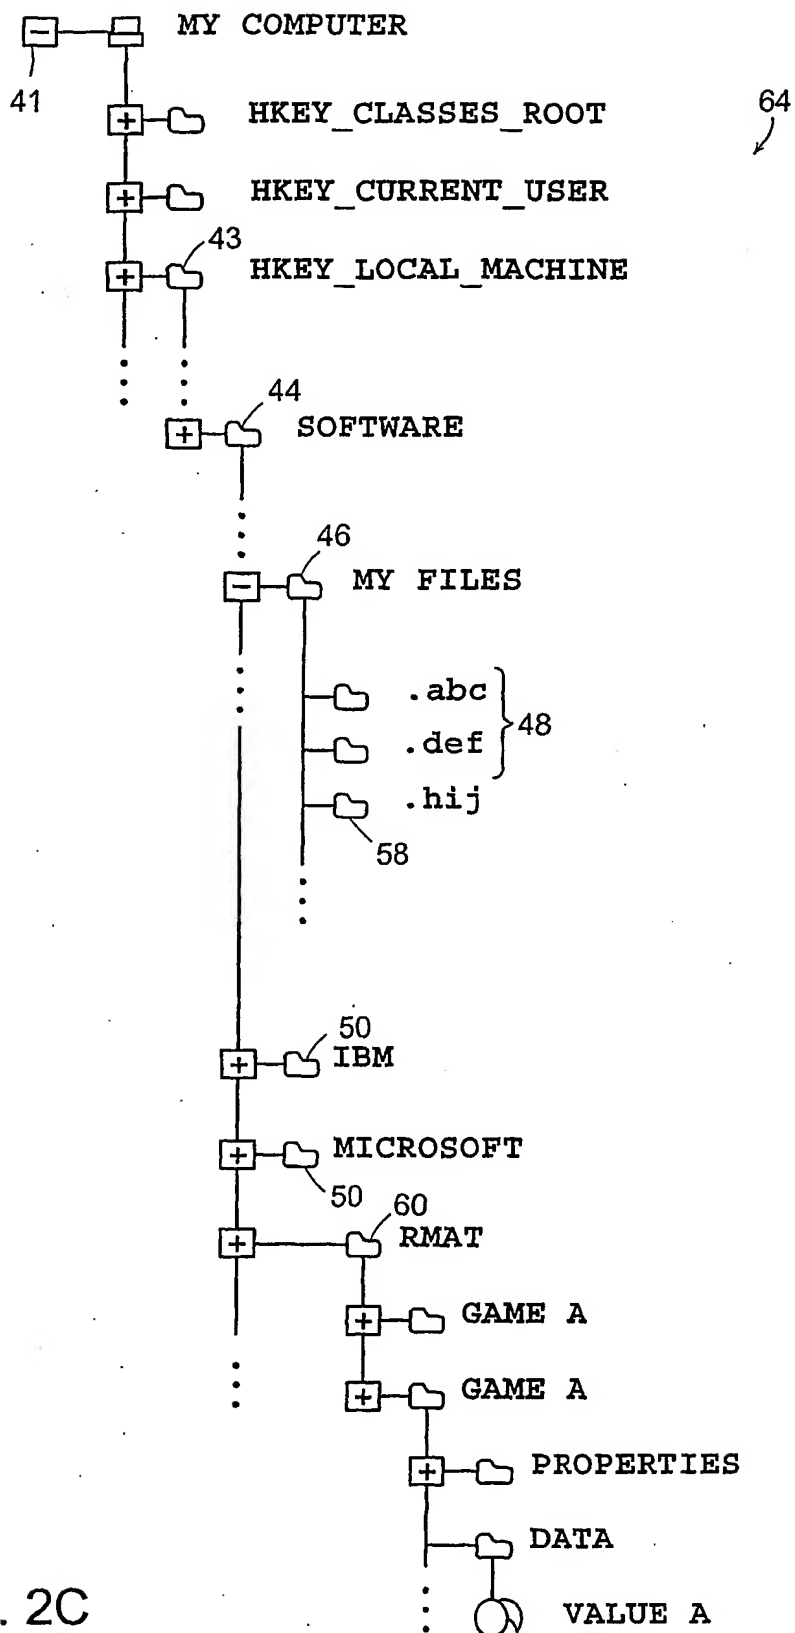 MY COMPUTER
41
HKEY_CLASSES_ROOT
64
HKEY_CURRENT_USER
43
HKEY_LOCAL_MACHINE
44
SOFTWARE
46
MY FILES
.abc
.def
48
.hij
58
50
IBM
MICROSOFT
50
60
RMAT
GAME A
GAME A
PROPERTIES
DATA
. 2C
VALUE A